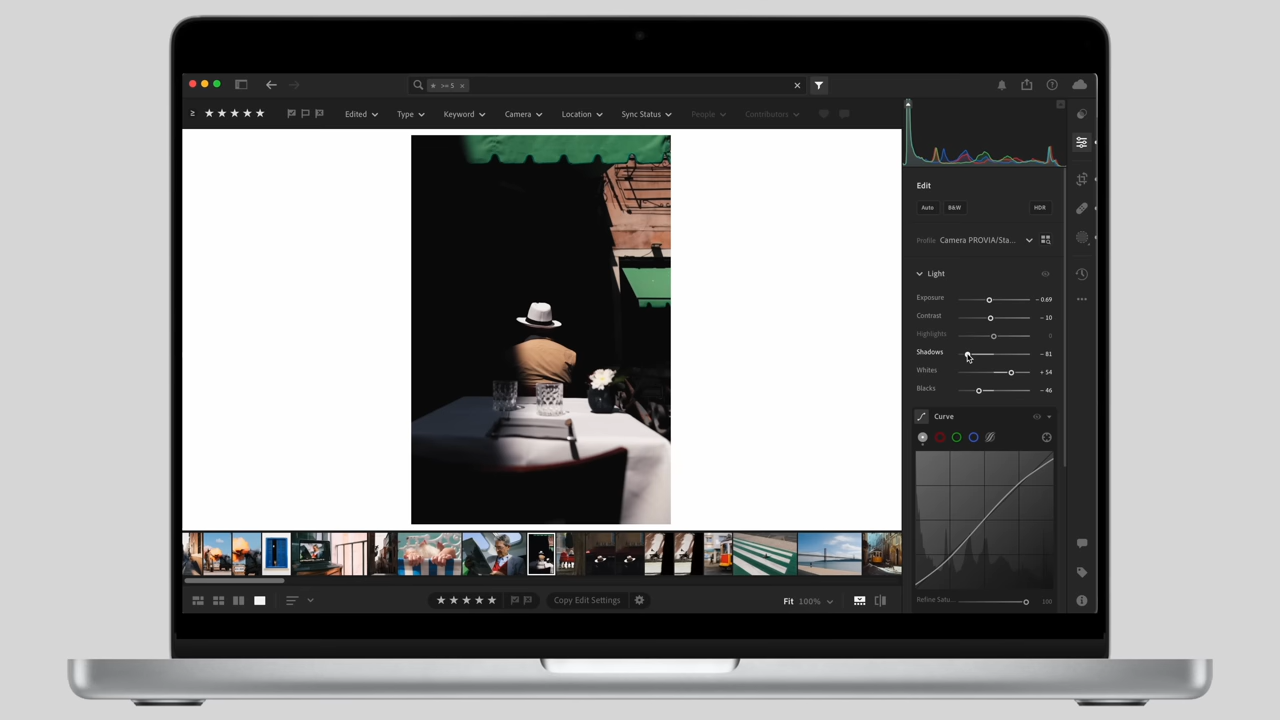 ★ >= 5 ×
≥ ★★★★★ Edited Type Keyword Camera Location Sync Status People Contributors
Edit
Auto B&W HDR
Profile Camera PROVIA/Sta...
Light
Exposure − 0.69
Contrast − 10
Highlights 0
Shadows − 81
Whites + 54
Blacks − 46
Curve
Refine Satu... 100
★★★★★ Copy Edit Settings Fit 100%